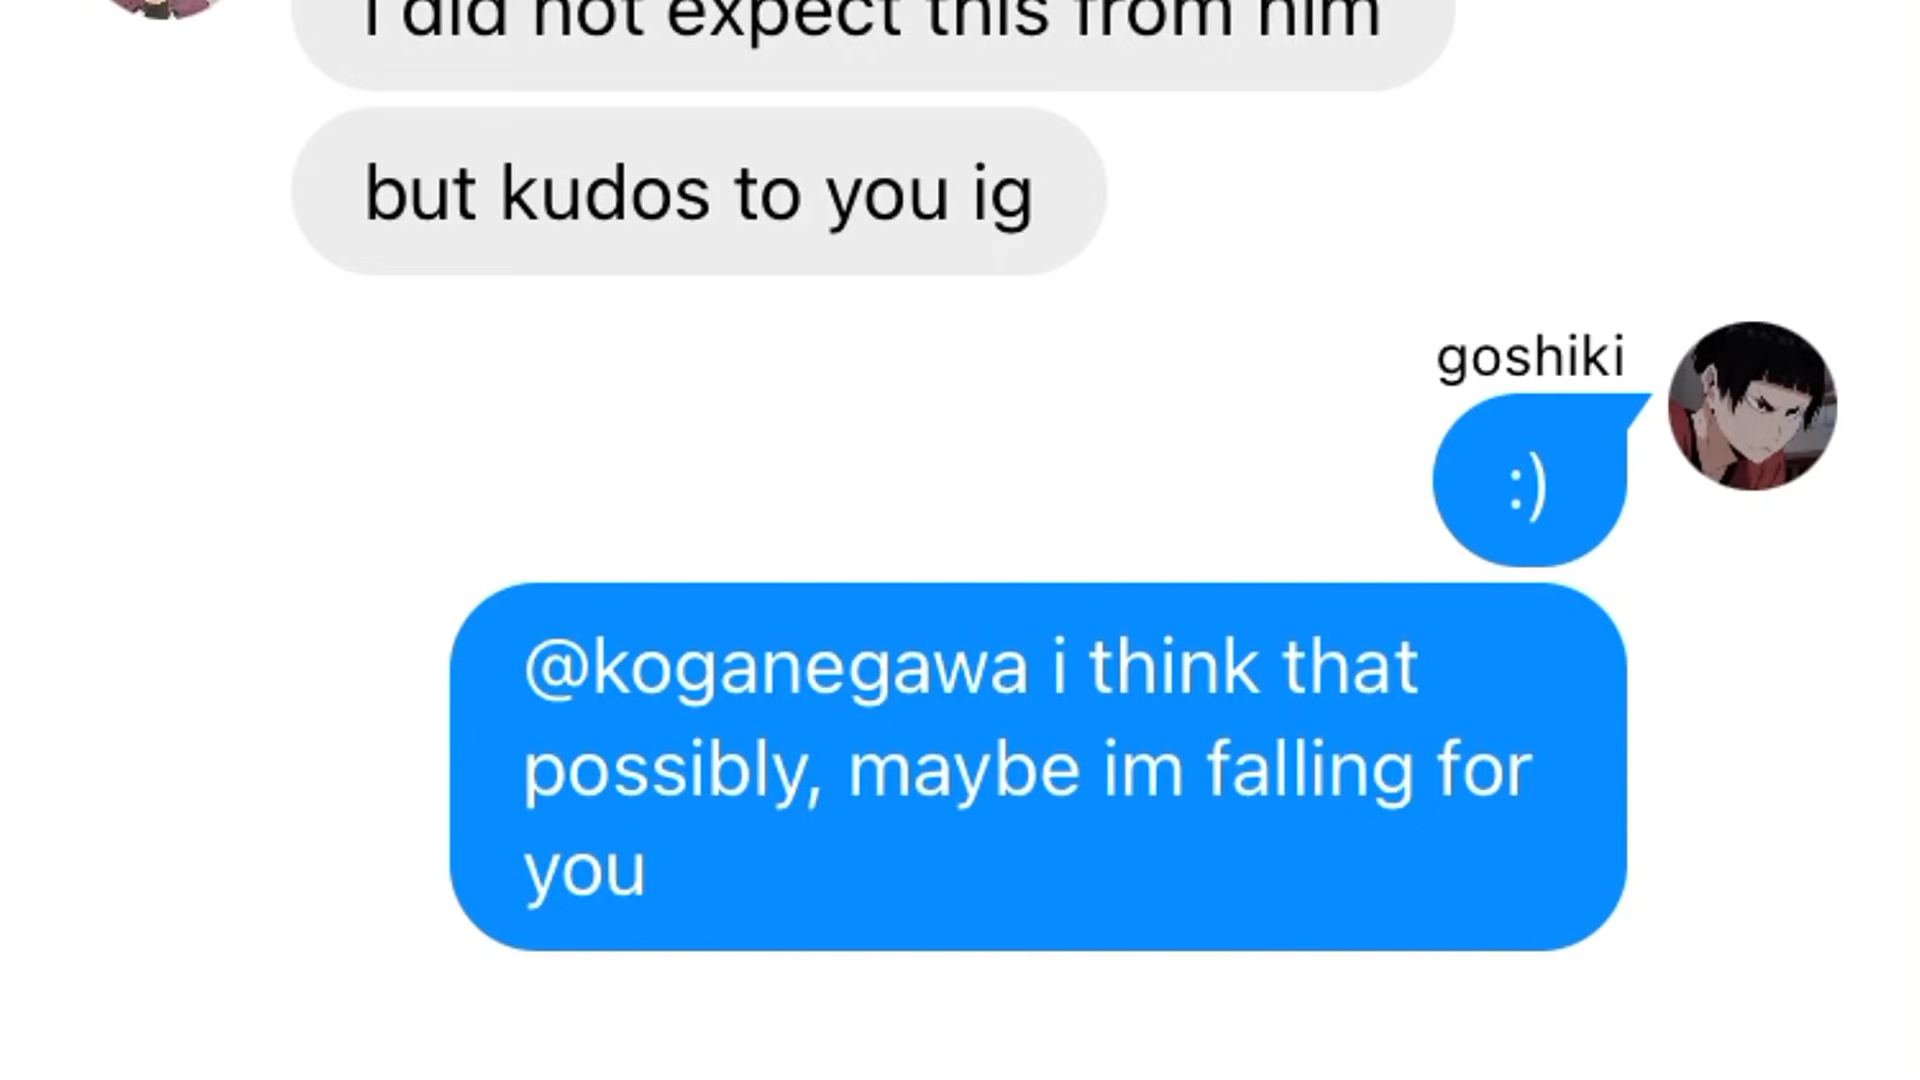 i did not expect this from him
but kudos to you ig
goshiki
:)
@koganegawa i think that
possibly, maybe im falling for
you